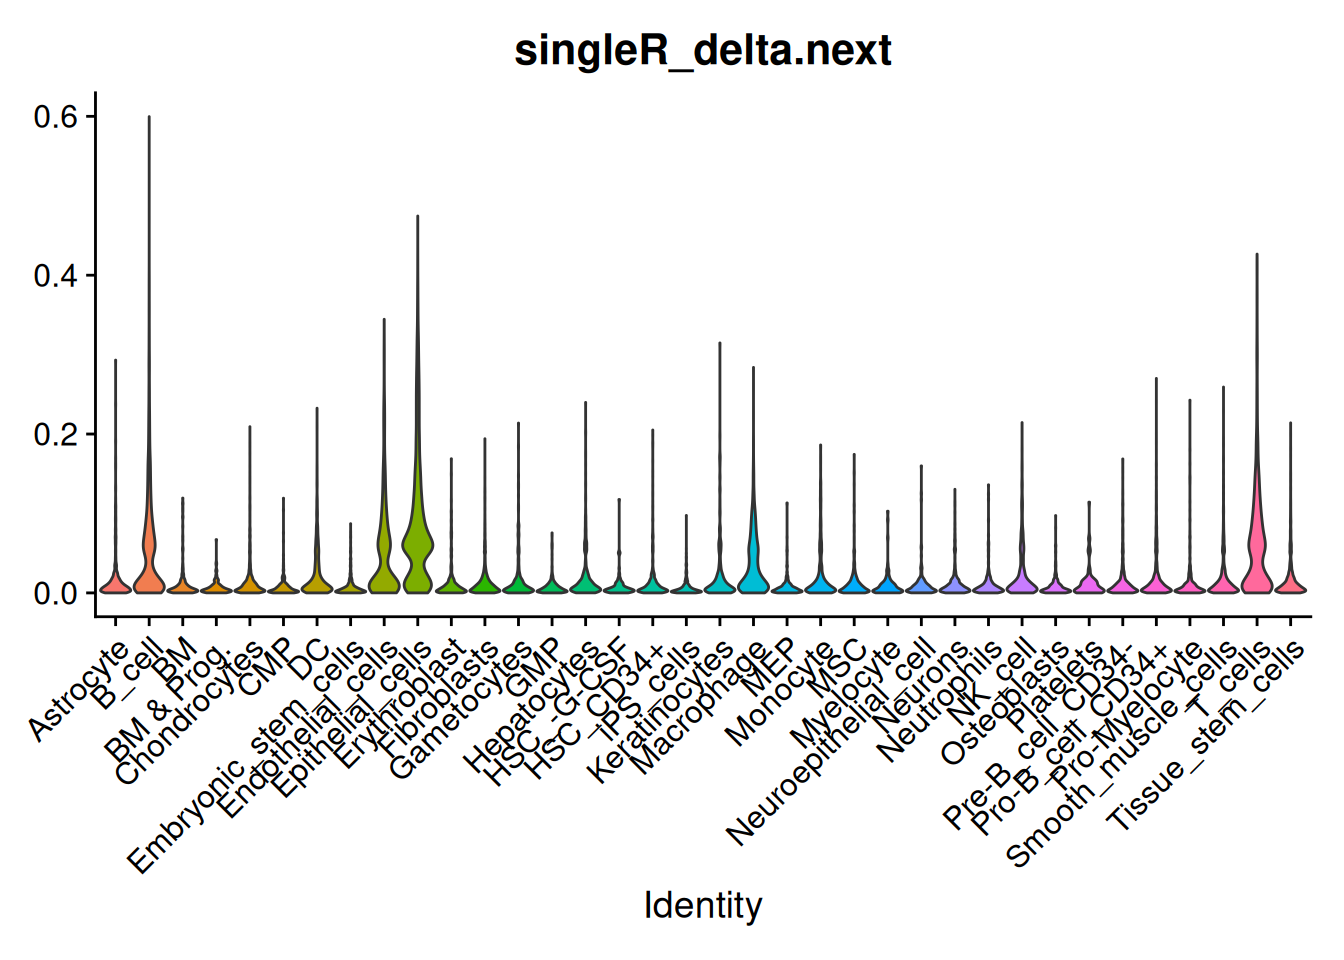 singleR_delta.next
0.6
0.4
0.2
0.0
Astrocyte
B_cell
BM
BM & Prog.
Chondrocytes
CMP
DC
Embryonic_stem_cells
Endothelial_cells
Epithelial_cells
Erythroblast
Fibroblasts
Gametocytes
GMP
Hepatocytes
HSC_-G-CSF
HSC_CD34+
iPS_cells
Keratinocytes
Macrophage
MEP
Monocyte
MSC
Myelocyte
Neuroepithelial_cell
Neurons
Neutrophils
NK_cell
Osteoblasts
Platelets
Pre-B_cell_CD34-
Pro-B_cell_CD34+
Pro-Myelocyte
Smooth_muscle_cells
T_cells
Tissue_stem_cells
Identity